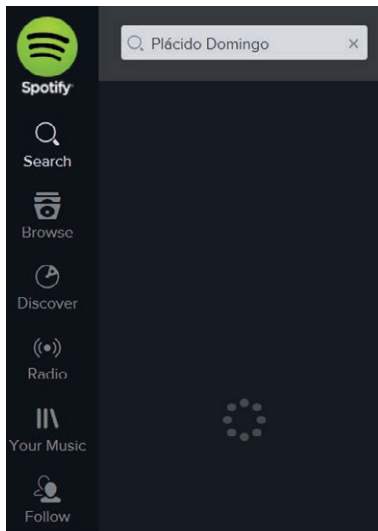 Plácido Domingo
Spotify
Search
Browse
Discover
Radio
Your Music
Follow